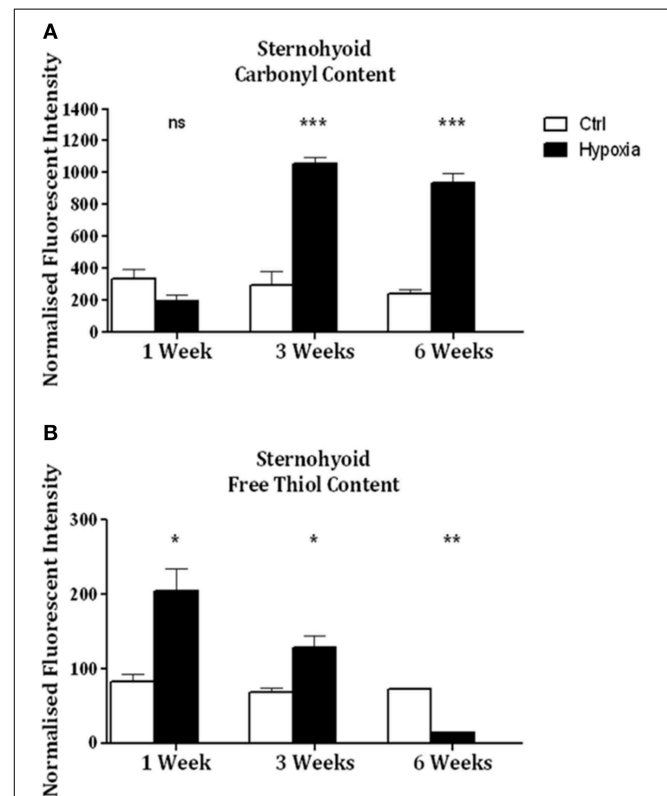 A
Sternohyoid
Carbonyl Content
Normalised Fluorescent Intensity
1400
1200
1000
800
600
400
200
0
ns
***
***
Ctrl
Hypoxia
1 Week
3 Weeks
6 Weeks
B
Sternohyoid
Free Thiol Content
Normalised Fluorescent Intensity
300
200
100
0
*
*
**
1 Week
3 Weeks
6 Weeks